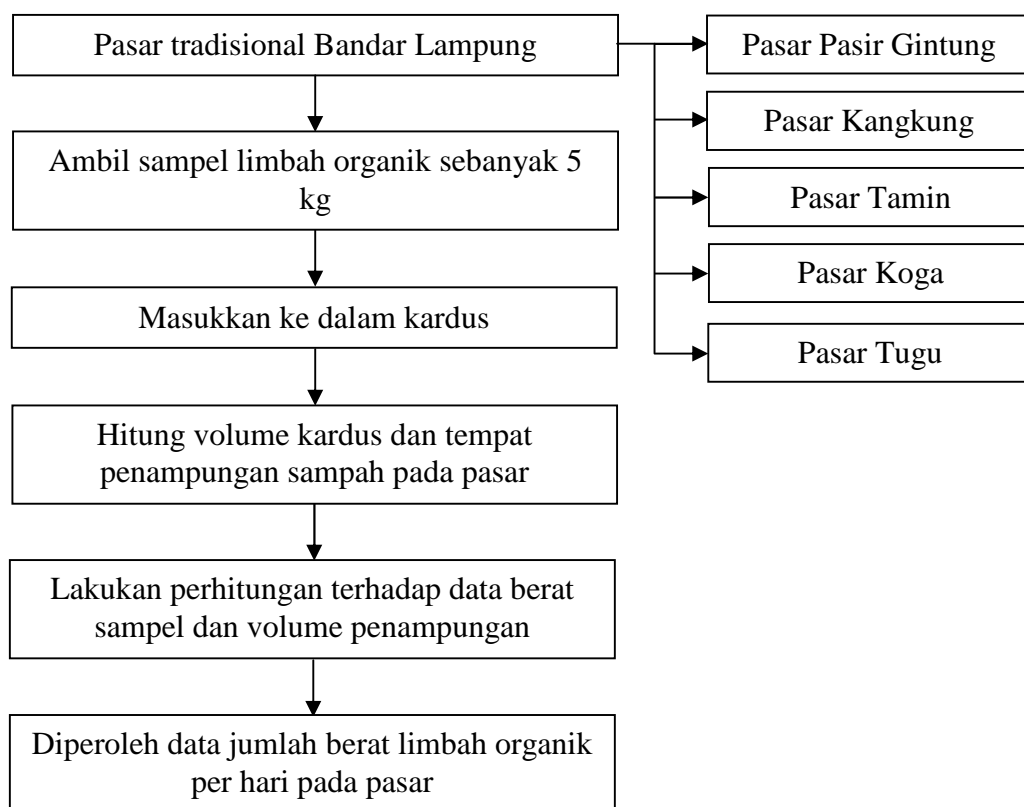 Pasar tradisional Bandar Lampung
Ambil sampel limbah organik sebanyak 5
kg
Masukkan ke dalam kardus
Hitung volume kardus dan tempat
penampungan sampah pada pasar
Lakukan perhitungan terhadap data berat
sampel dan volume penampungan
Diperoleh data jumlah berat limbah organik
per hari pada pasar
Pasar Pasir Gintung
Pasar Kangkung
Pasar Tamin
Pasar Koga
Pasar Tugu